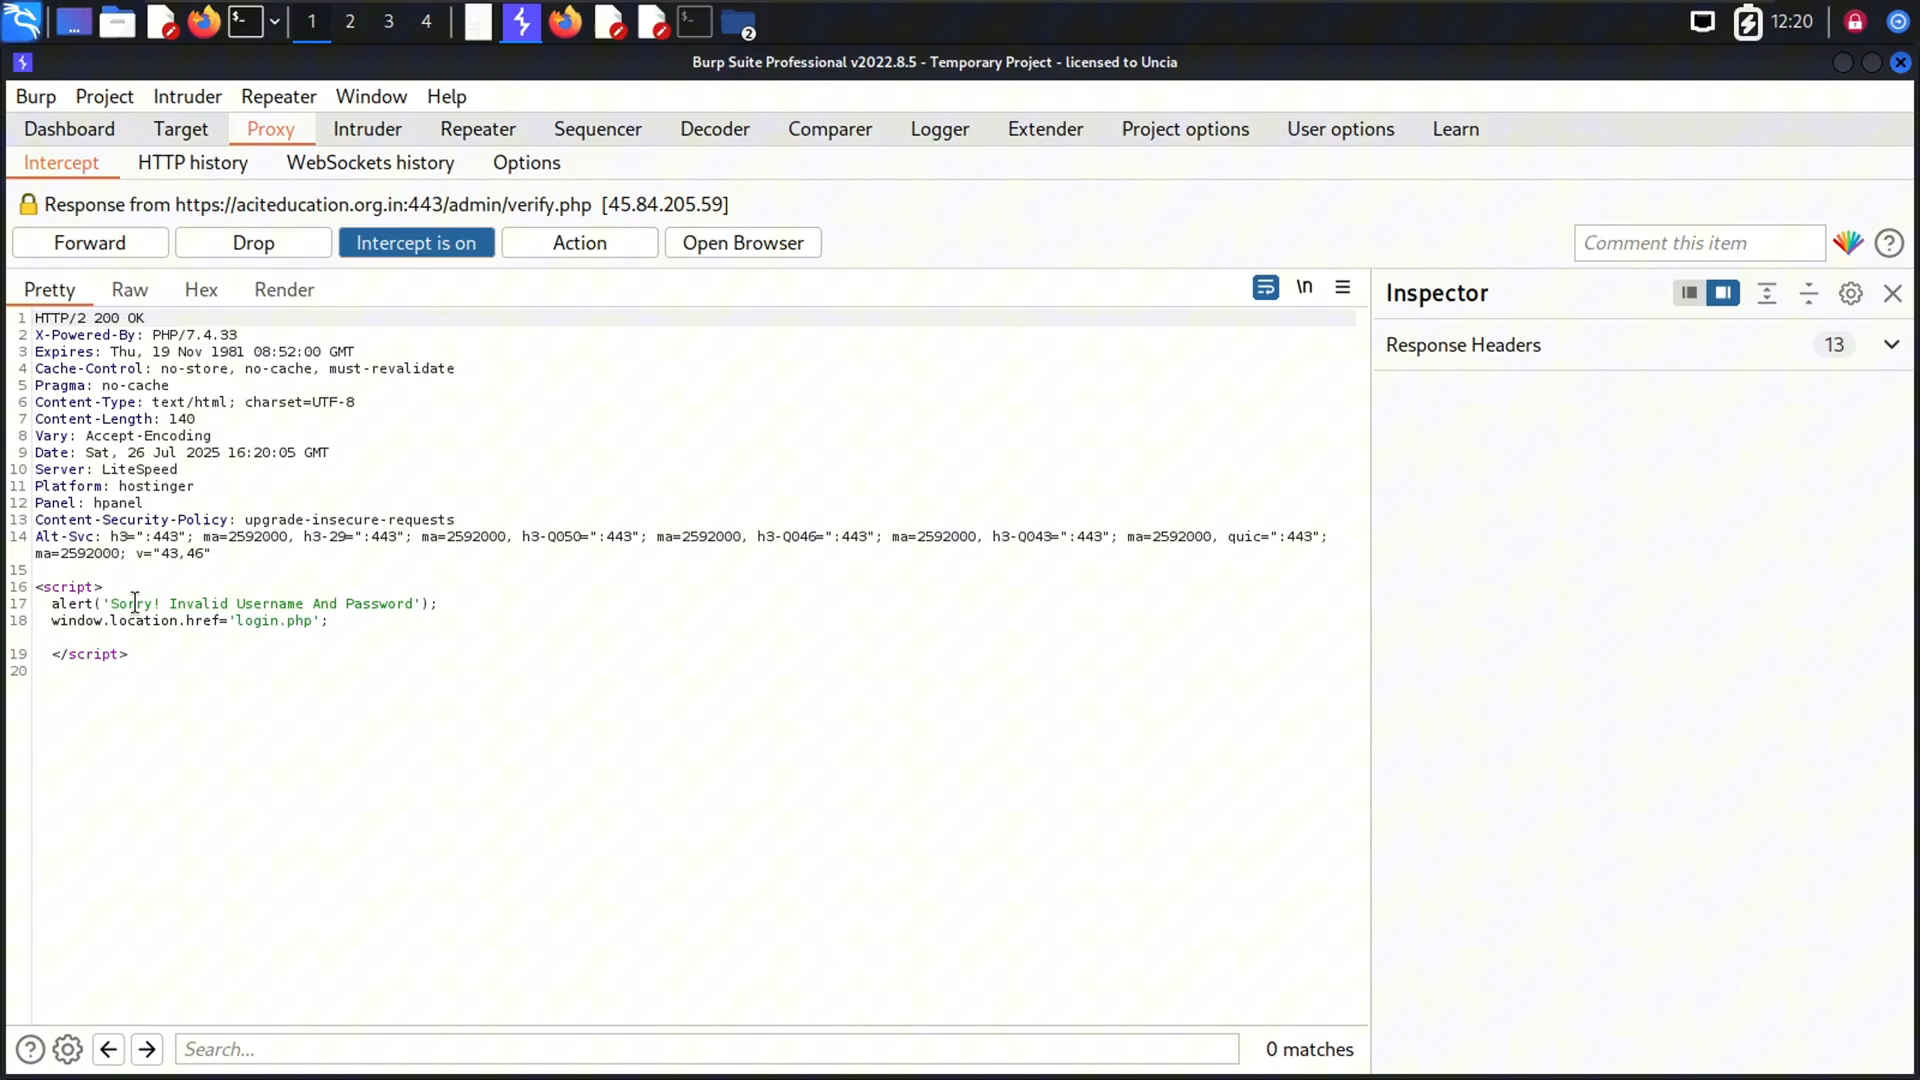 1 2 3 4 2 12:20
Burp Suite Professional v2022.8.5 - Temporary Project - licensed to Uncia
Burp Project Intruder Repeater Window Help
Dashboard Target Proxy Intruder Repeater Sequencer Decoder Comparer Logger Extender Project options User options Learn
Intercept HTTP history WebSockets history Options
Response from https://aciteducation.org.in:443/admin/verify.php [45.84.205.59]
Forward Drop Intercept is on Action Open Browser Comment this item ?
Pretty Raw Hex Render \n
Inspector
Response Headers 13
1 HTTP/2 200 OK
2 X-Powered-By: PHP/7.4.33
3 Expires: Thu, 19 Nov 1981 08:52:00 GMT
4 Cache-Control: no-store, no-cache, must-revalidate
5 Pragma: no-cache
6 Content-Type: text/html; charset=UTF-8
7 Content-Length: 140
8 Vary: Accept-Encoding
9 Date: Sat, 26 Jul 2025 16:20:05 GMT
10 Server: LiteSpeed
11 Platform: hostinger
12 Panel: hpanel
13 Content-Security-Policy: upgrade-insecure-requests
14 Alt-Svc: h3=":443"; ma=2592000, h3-29=":443"; ma=2592000, h3-Q050=":443"; ma=2592000, h3-Q046=":443"; ma=2592000, h3-Q043=":443"; ma=2592000, quic=":443";
ma=2592000; v="43,46"
15
16 <script>
17 alert('Sorry! Invalid Username And Password');
18 window.location.href='login.php';
19 </script>
20
? Search... 0 matches